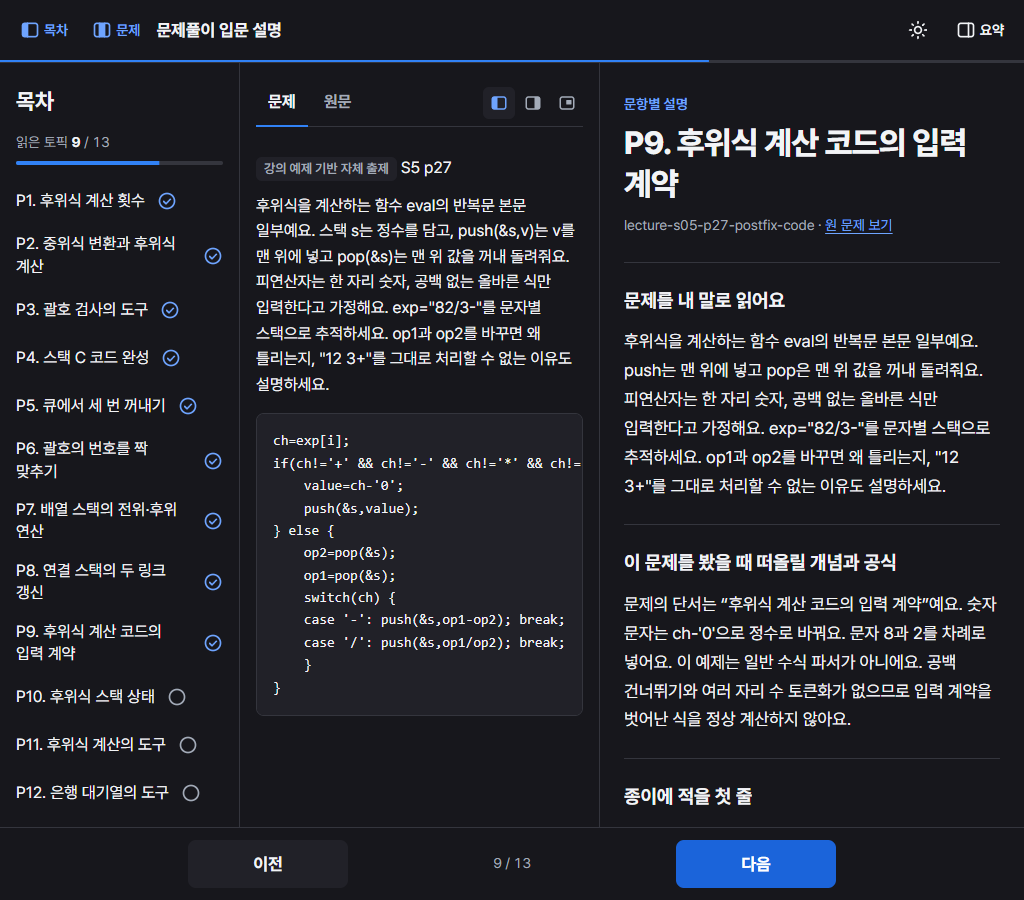 목차
문제
문제풀이 입문 설명
요약
목차
읽은 토픽 9 / 13
P1. 후위식 계산 횟수
P2. 중위식 변환과 후위식
계산
P3. 괄호 검사의 도구
P4. 스택 C 코드 완성
P5. 큐에서 세 번 꺼내기
P6. 괄호의 번호를 짝
맞추기
P7. 배열 스택의 전위·후위
연산
P8. 연결 스택의 두 링크
갱신
P9. 후위식 계산 코드의
입력 계약
P10. 후위식 스택 상태
P11. 후위식 계산의 도구
P12. 은행 대기열의 도구
문제
원문
강의 예제 기반 자체 출제 S5 p27
후위식을 계산하는 함수 eval의 반복문 본문
일부예요. 스택 s는 정수를 담고, push(&s,v)는 v를
맨 위에 넣고 pop(&s)는 맨 위 값을 꺼내 돌려줘요.
피연산자는 한 자리 숫자, 공백 없는 올바른 식만
입력한다고 가정해요. exp="82/3-"를 문자별
스택으로 추적하세요. op1과 op2를 바꾸면 왜
틀리는지, "12 3+"를 그대로 처리할 수 없는 이유도
설명하세요.
ch=exp[i];
if(ch!='+' && ch!='-' && ch!='*' && ch!=
    value=ch-'0';
    push(&s,value);
} else {
    op2=pop(&s);
    op1=pop(&s);
    switch(ch) {
    case '-': push(&s,op1-op2); break;
    case '/': push(&s,op1/op2); break;
    }
}
문항별 설명
P9. 후위식 계산 코드의 입력
계약
lecture-s05-p27-postfix-code · 원 문제 보기
문제를 내 말로 읽어요
후위식을 계산하는 함수 eval의 반복문 본문 일부예요.
push는 맨 위에 넣고 pop은 맨 위 값을 꺼내 돌려줘요.
피연산자는 한 자리 숫자, 공백 없는 올바른 식만
입력한다고 가정해요. exp="82/3-"를 문자별 스택으로
추적하세요. op1과 op2를 바꾸면 왜 틀리는지, "12
3+"를 그대로 처리할 수 없는 이유도 설명하세요.
이 문제를 봤을 때 떠올릴 개념과 공식
문제의 단서는 “후위식 계산 코드의 입력 계약”예요. 숫자
문자는 ch-'0'으로 정수로 바꿔요. 문자 8과 2를 차례로
넣어요. 이 예제는 일반 수식 파서가 아니에요. 공백
건너뛰기와 여러 자리 수 토큰화가 없으므로 입력 계약을
벗어난 식을 정상 계산하지 않아요.
종이에 적을 첫 줄
이전
9 / 13
다음